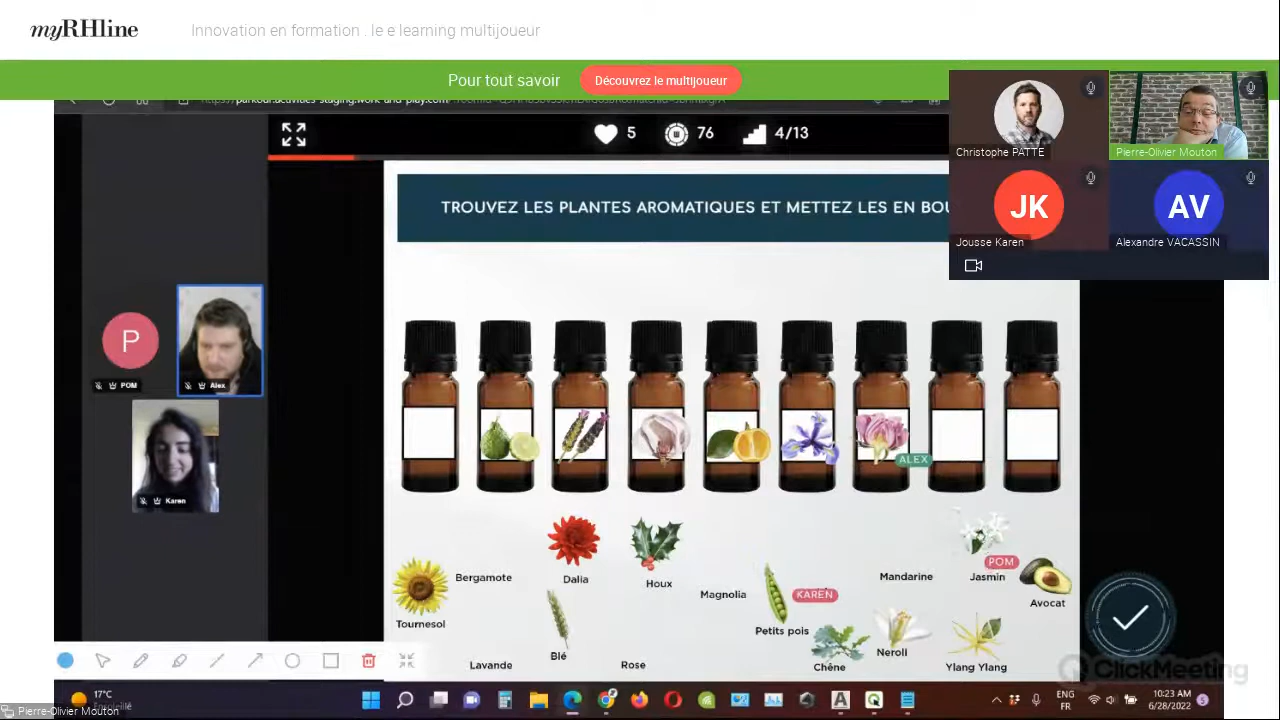 myRHline
Innovation en formation . le e learning multijoueur
Pour tout savoir
Découvrez le multijoueur
Christophe PATTE
Pierre-Olivier Mouton
JK
Jousse Karen
AV
Alexandre VACASSIN
5
76
4/13
TROUVEZ LES PLANTES AROMATIQUES ET METTEZ LES EN BOU
P
POM
Alex
Karen
ALEX
Tournesol
Bergamote
Dalia
Houx
Magnolia
Petits pois
KAREN
Mandarine
POM
Jasmin
Avocat
Lavande
Blé
Rose
Chêne
Neroli
Ylang Ylang
ClickMeeting
17°C
Pierre-Olivier Mouton
ENG
FR
10:23 AM
6/28/2022
5